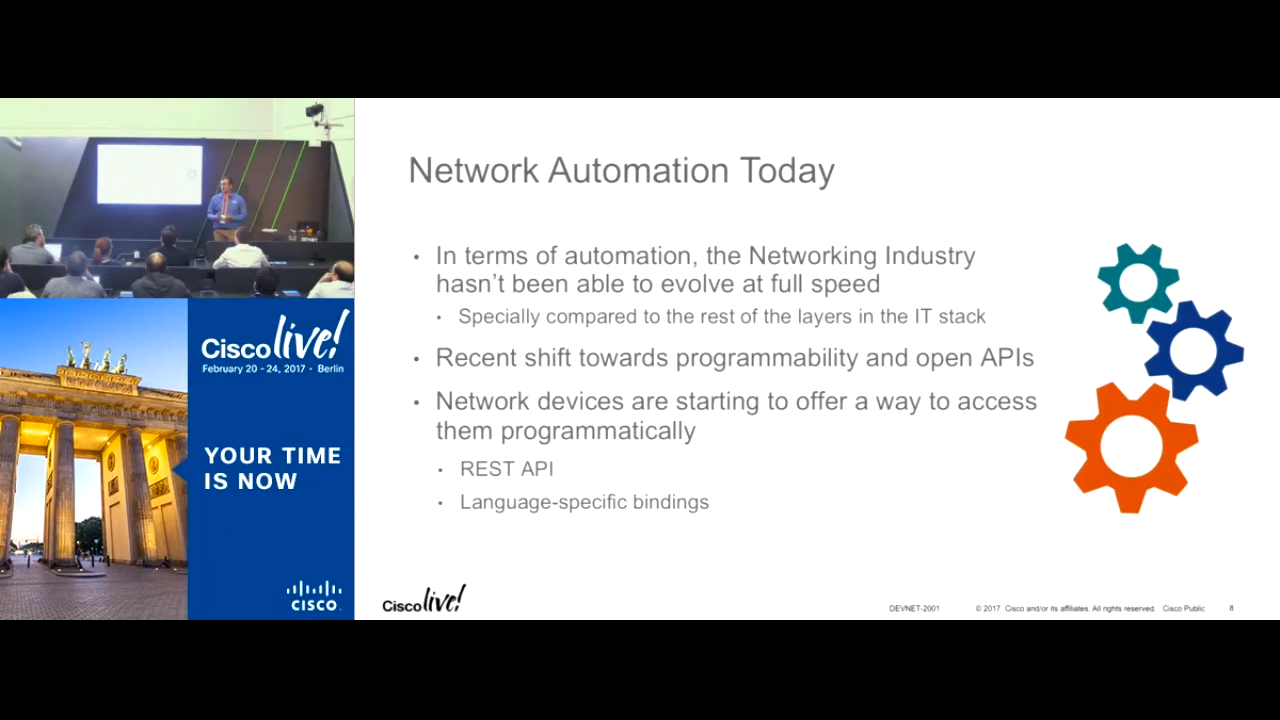 Network Automation Today
• In terms of automation, the Networking Industry
hasn't been able to evolve at full speed
• Specially compared to the rest of the layers in the IT stack
• Recent shift towards programmability and open APIs
• Network devices are starting to offer a way to access
them programmatically
• REST API
• Language-specific bindings
Cisco live!
February 20 - 24, 2017 • Berlin
YOUR TIME
IS NOW
CISCO.
Cisco live!
DEVNET-2001 © 2017 Cisco and/or its affiliates. All rights reserved. Cisco Public 8
DEVNET